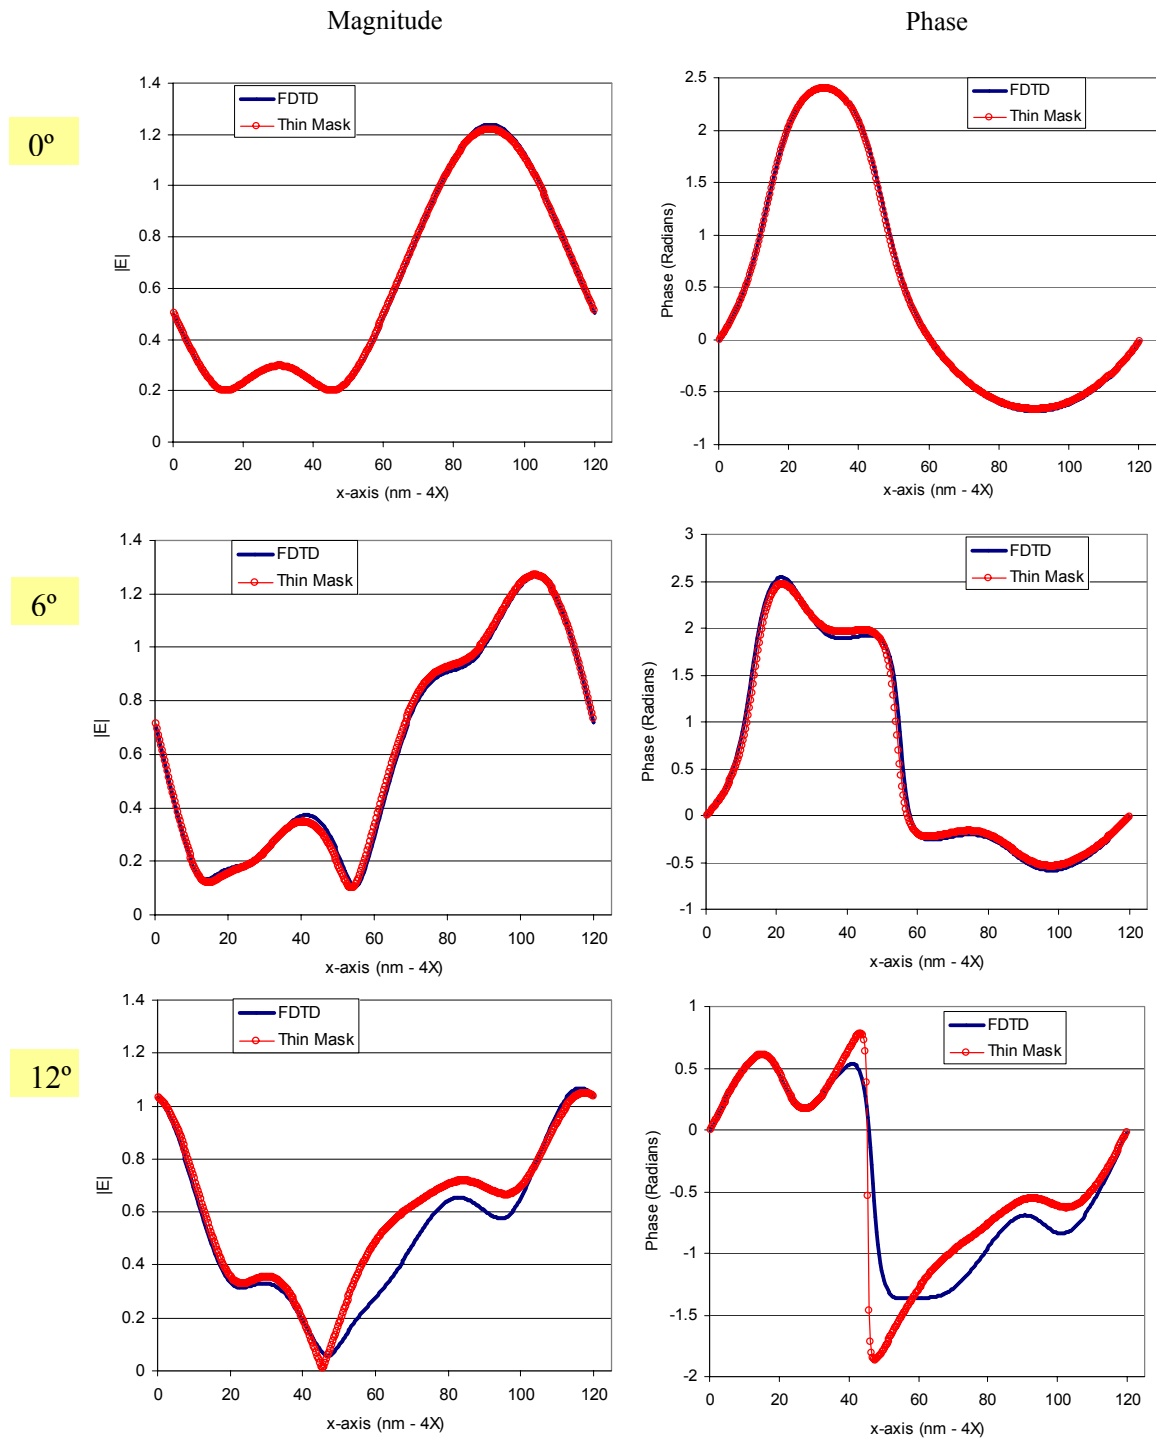 Magnitude
Phase
0º
1.4
1.2
1
0.8
0.6
0.4
0.2
0
|E|
FDTD
Thin Mask
0 20 40 60 80 100 120
x-axis (nm - 4X)
2.5
2
1.5
1
0.5
0
-0.5
-1
Phase (Radians)
FDTD
Thin Mask
0 20 40 60 80 100 120
x-axis (nm - 4X)
6º
1.4
1.2
1
0.8
0.6
0.4
0.2
0
|E|
FDTD
Thin Mask
0 20 40 60 80 100 120
x-axis (nm - 4X)
3
2.5
2
1.5
1
0.5
0
-0.5
-1
Phase (Radians)
FDTD
Thin Mask
0 20 40 60 80 100 120
x-axis (nm - 4X)
12º
1.4
1.2
1
0.8
0.6
0.4
0.2
0
|E|
FDTD
Thin Mask
0 20 40 60 80 100 120
x-axis (nm - 4X)
1
0.5
0
-0.5
-1
-1.5
-2
Phase (Radians)
FDTD
Thin Mask
0 20 40 60 80 100 120
x-axis (nm - 4X)